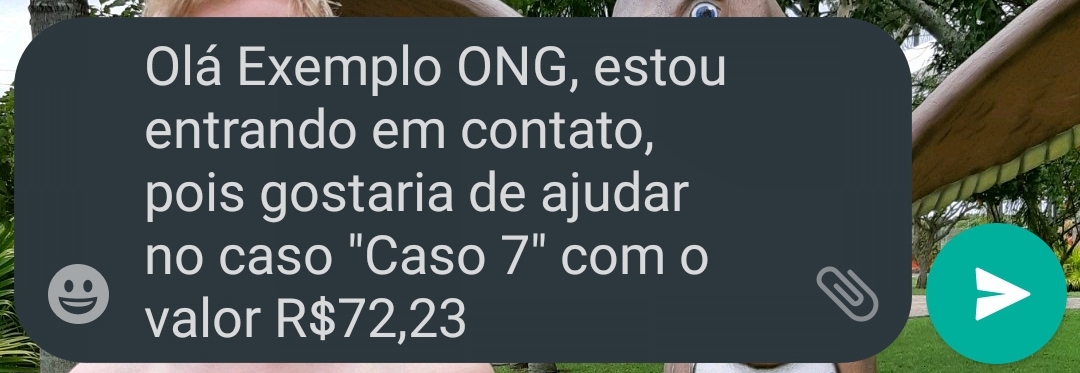 Olá Exemplo ONG, estou
entrando em contato,
pois gostaria de ajudar
no caso "Caso 7" com o
valor R$72,23